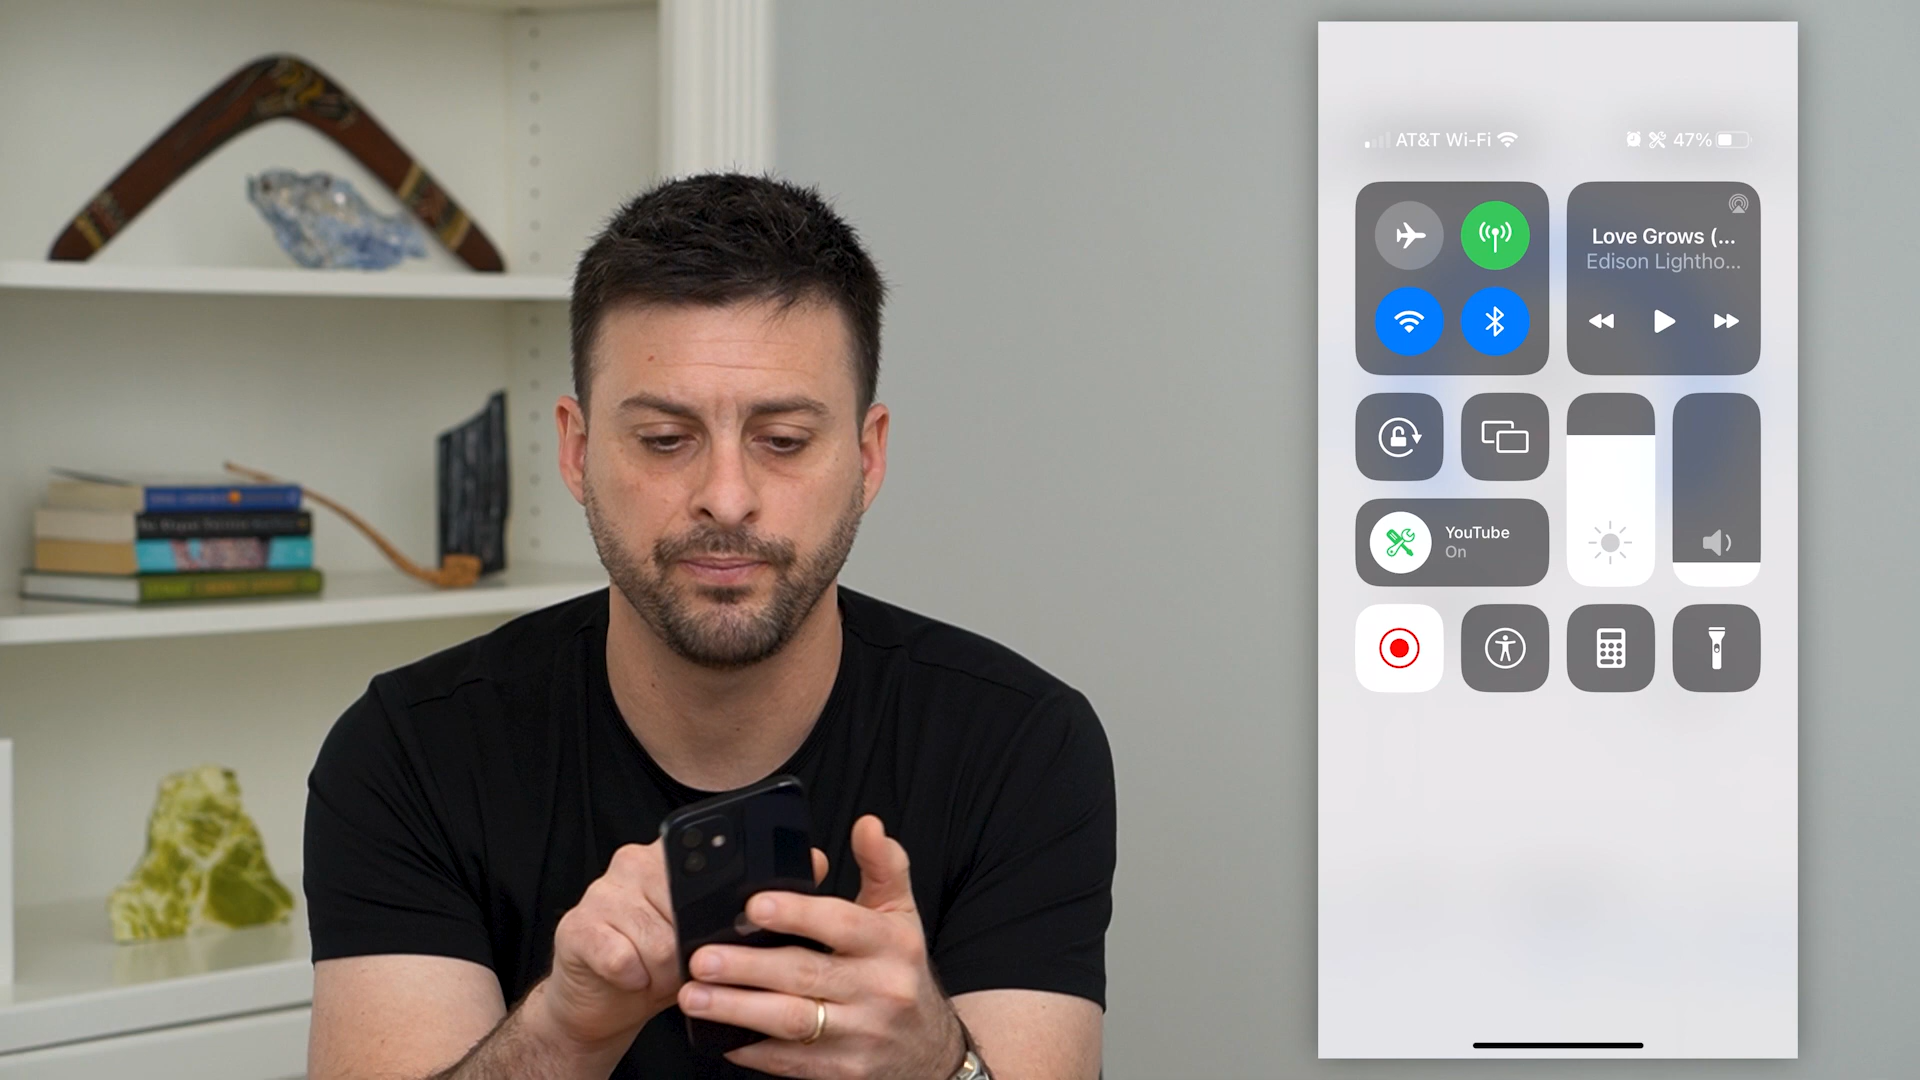 AT&T Wi-Fi 47%
Love Grows (...
Edison Lightho...
YouTube
On